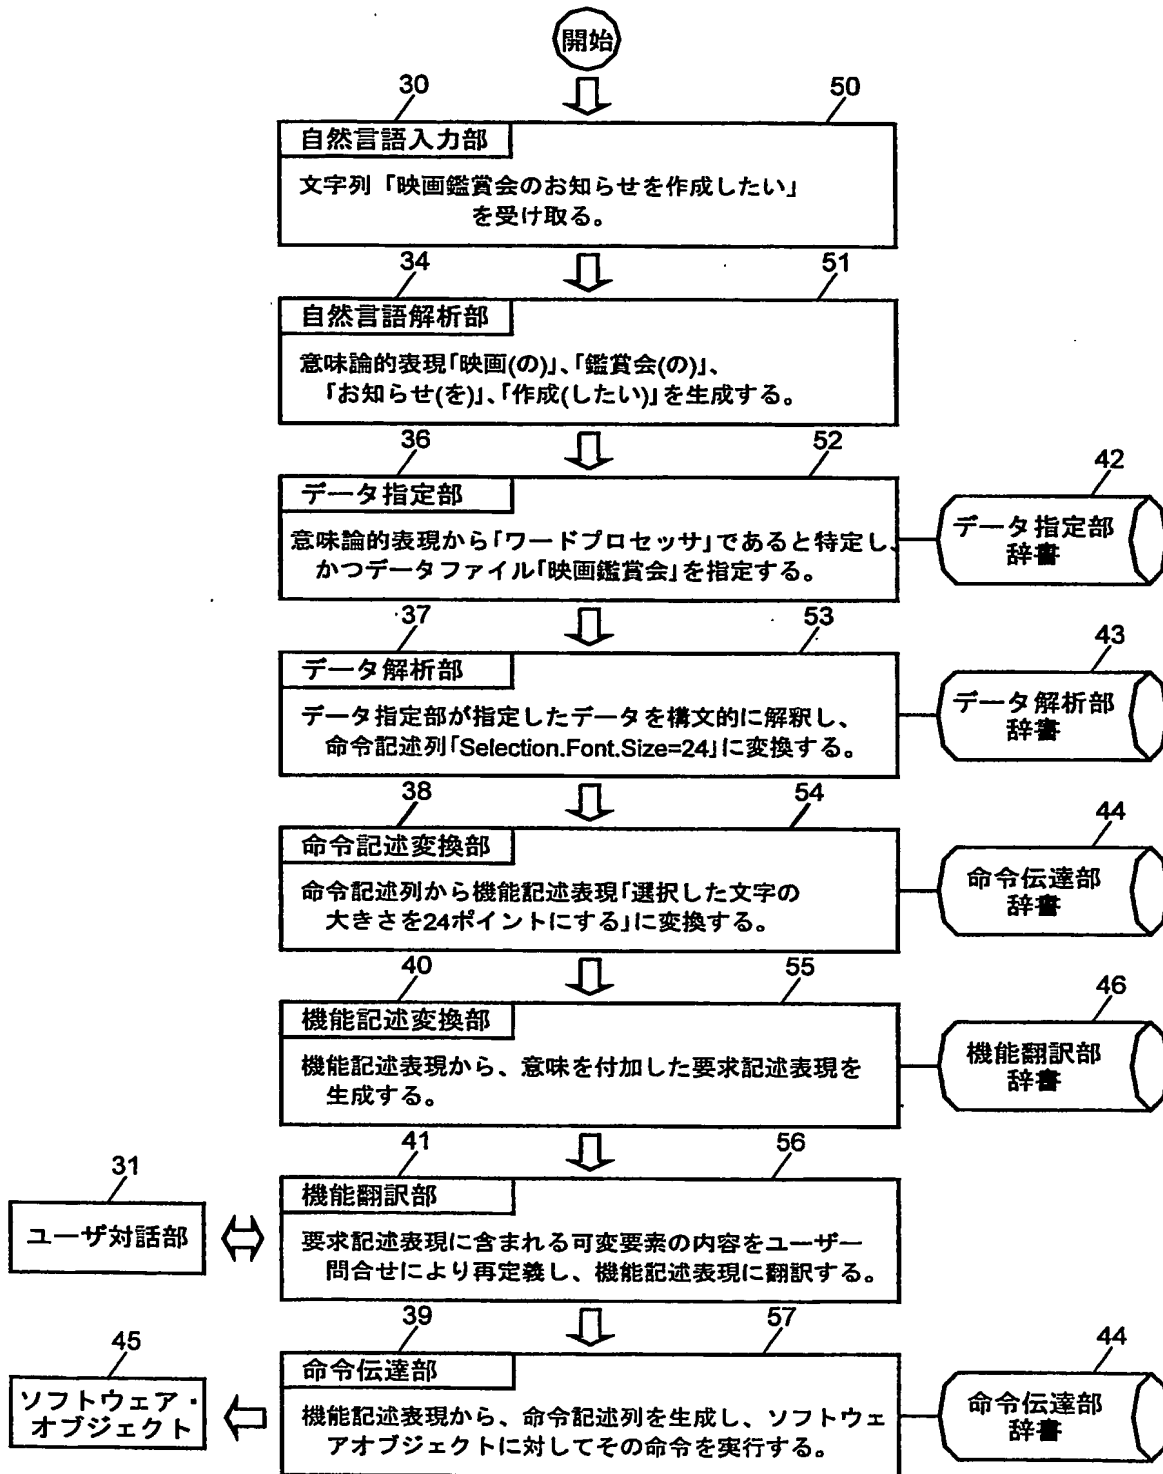 開始
30
50
自然言語入力部
文字列「映画鑑賞会のお知らせを作成したい」
を受け取る。
34
51
自然言語解析部
意味論的表現「映画(の)」、「鑑賞会(の)」、
「お知らせ(を)」、「作成(したい)」を生成する。
36
52
42
データ指定部
意味論的表現から「ワードプロセッサ」であると特定し、
かつデータファイル「映画鑑賞会」を指定する。
データ指定部
辞書
37
53
43
データ解析部
データ指定部が指定したデータを構文的に解釈し、
命令記述列「Selection.Font.Size=24」に変換する。
データ解析部
辞書
38
54
44
命令記述変換部
命令記述列から機能記述表現「選択した文字の
大きさを24ポイントにする」に変換する。
命令伝達部
辞書
40
55
46
機能記述変換部
機能記述表現から、意味を付加した要求記述表現を
生成する。
機能翻訳部
辞書
41
56
31
機能翻訳部
ユーザ対話部
要求記述表現に含まれる可変要素の内容をユーザー
問合せにより再定義し、機能記述表現に翻訳する。
39
57
45
44
命令伝達部
ソフトウェア・
オブジェクト
機能記述表現から、命令記述列を生成し、ソフトウェ
アオブジェクトに対してその命令を実行する。
命令伝達部
辞書